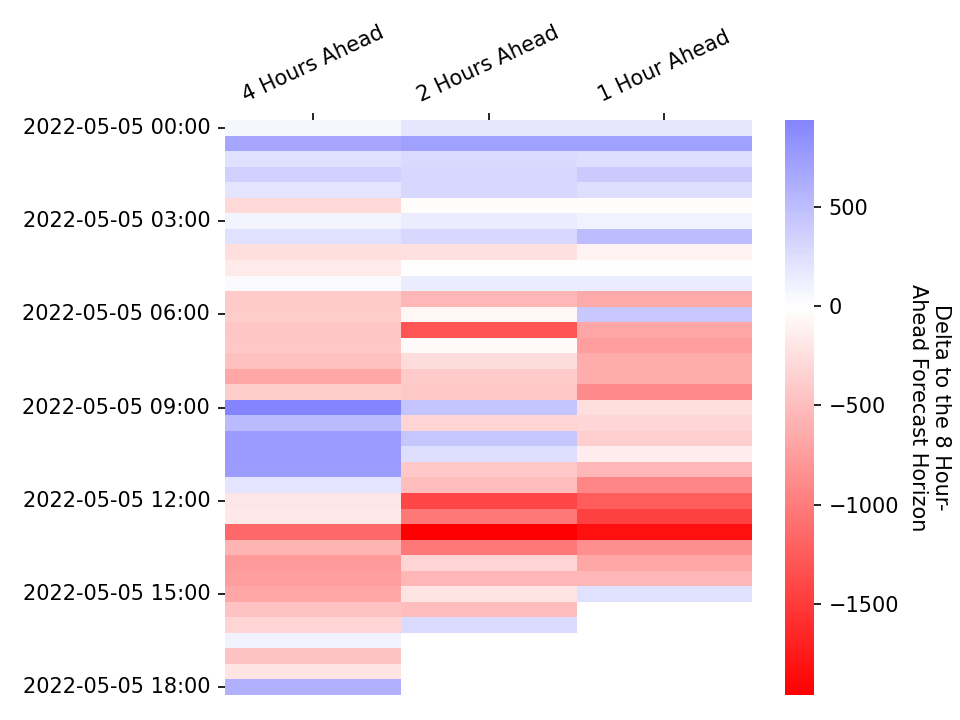 4 Hours Ahead
2 Hours Ahead
1 Hour Ahead
2022-05-05 00:00
2022-05-05 03:00
2022-05-05 06:00
2022-05-05 09:00
2022-05-05 12:00
2022-05-05 15:00
2022-05-05 18:00
500
0
−500
−1000
−1500
Delta to the 8 Hour-
Ahead Forecast Horizon